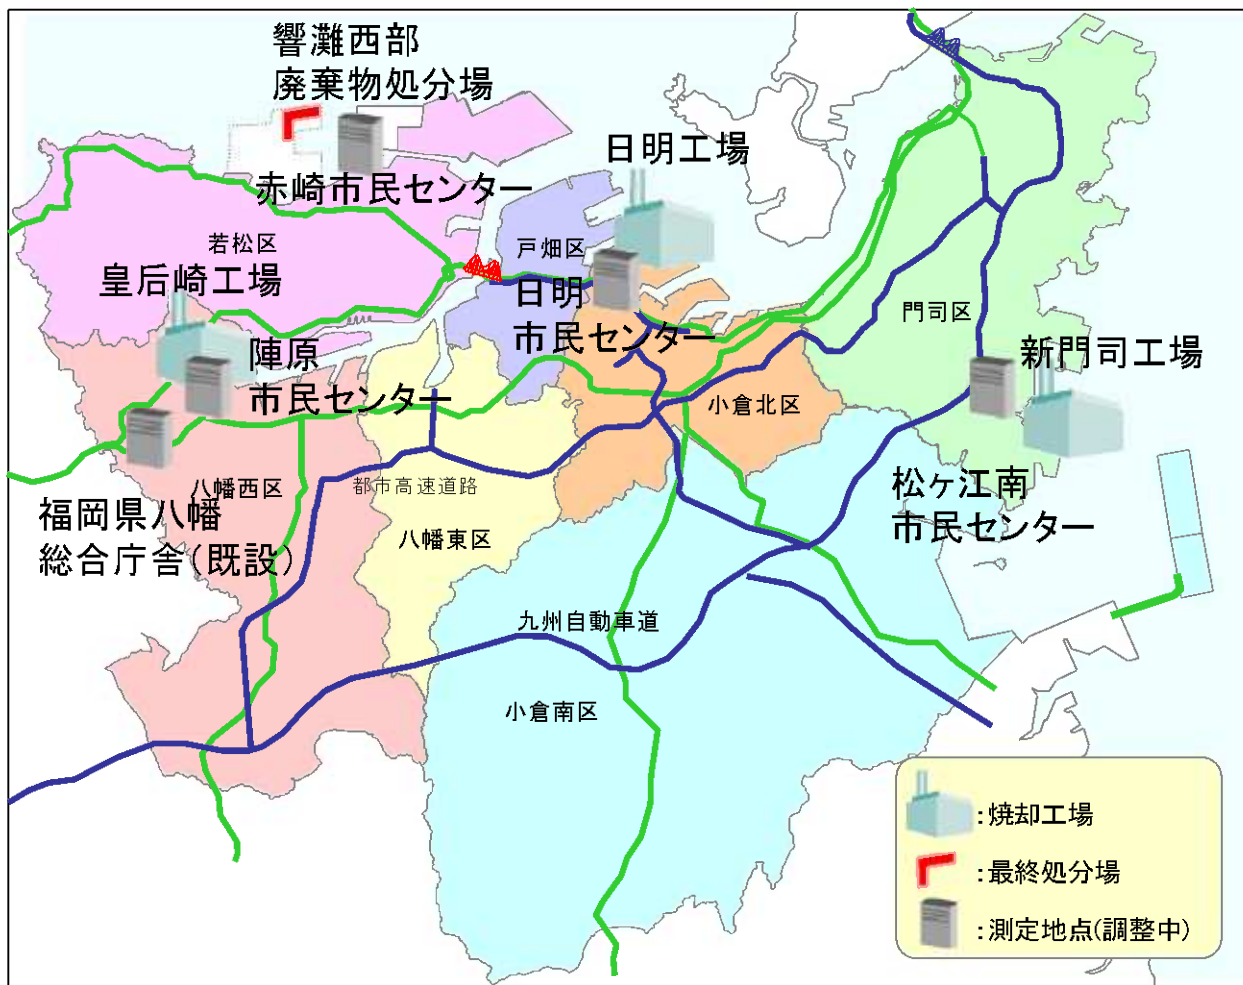 響灘西部
廃棄物処分場
赤崎市民センター
日明工場
若松区
戸畑区
皇后崎工場
日明
市民センター
門司区
陣原
市民センター
新門司工場
小倉北区
八幡西区
都市高速道路
松ヶ江南
市民センター
福岡県八幡
総合庁舎(既設)
八幡東区
九州自動車道
小倉南区
:焼却工場
:最終処分場
:測定地点(調整中)